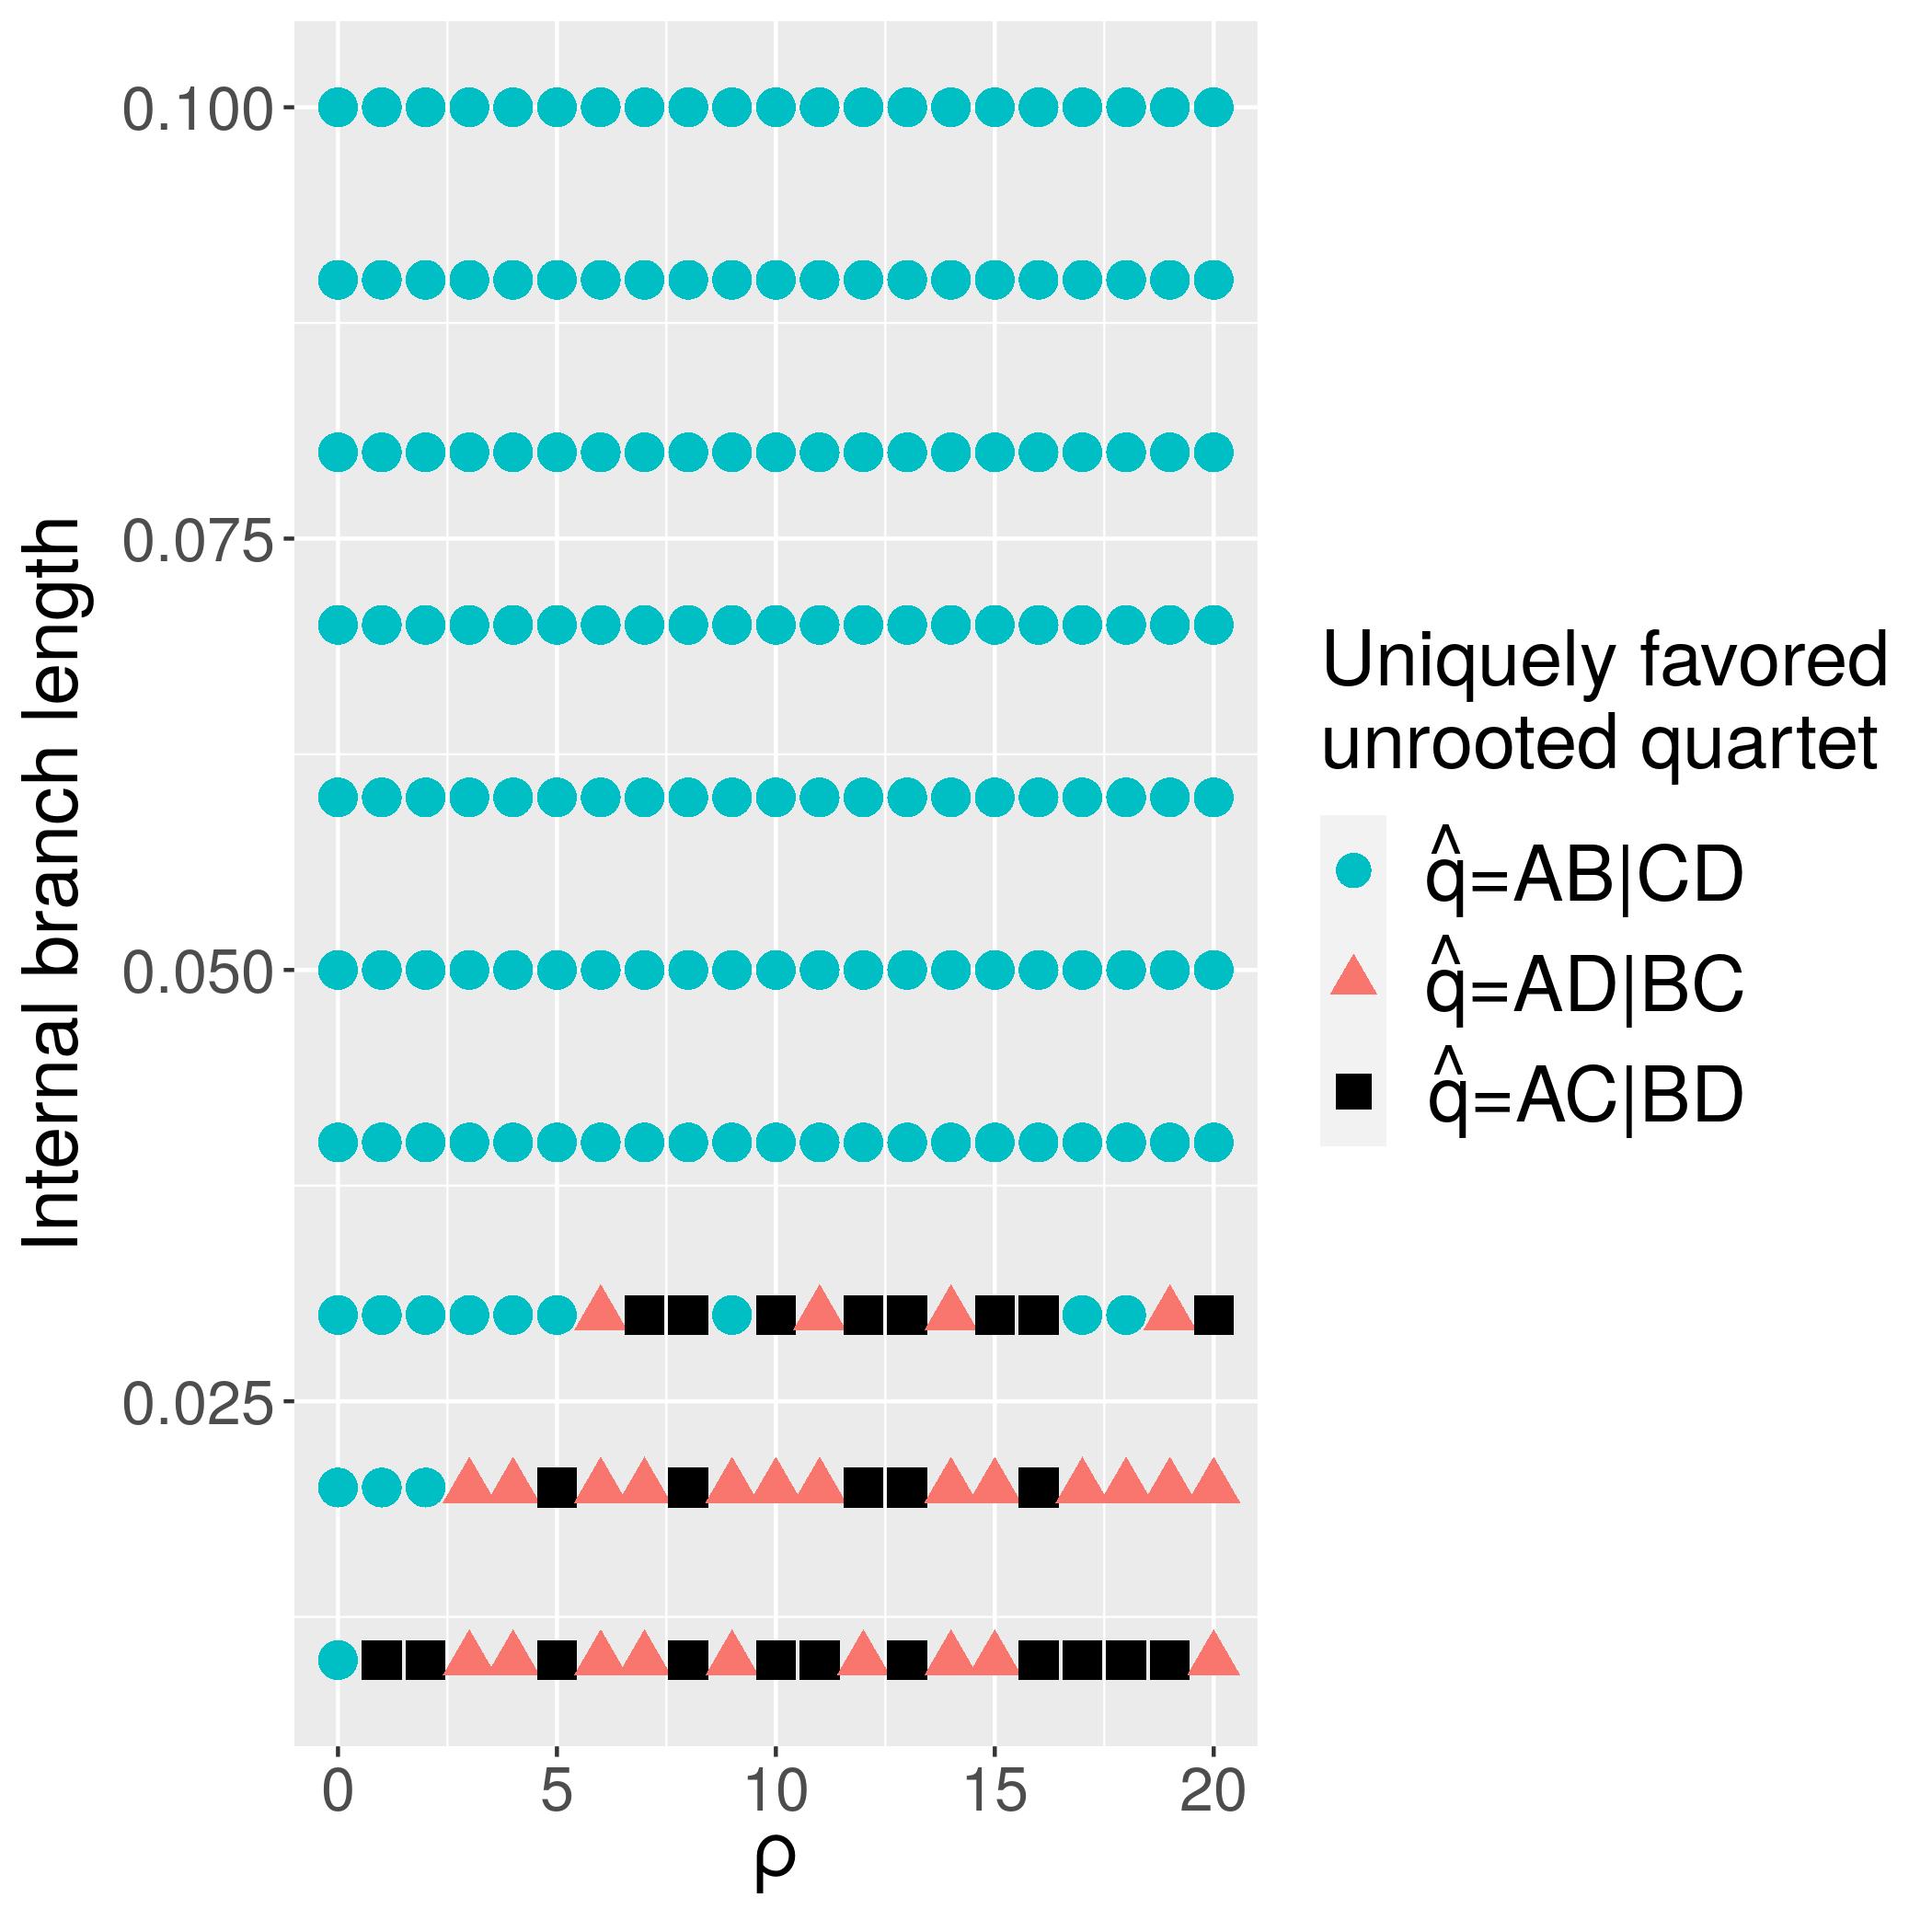 Internal branch length
0.100
0.075
0.050
0.025
0
5
10
15
20
ρ
Uniquely favored
unrooted quartet
q̂=AB|CD
q̂=AD|BC
q̂=AC|BD